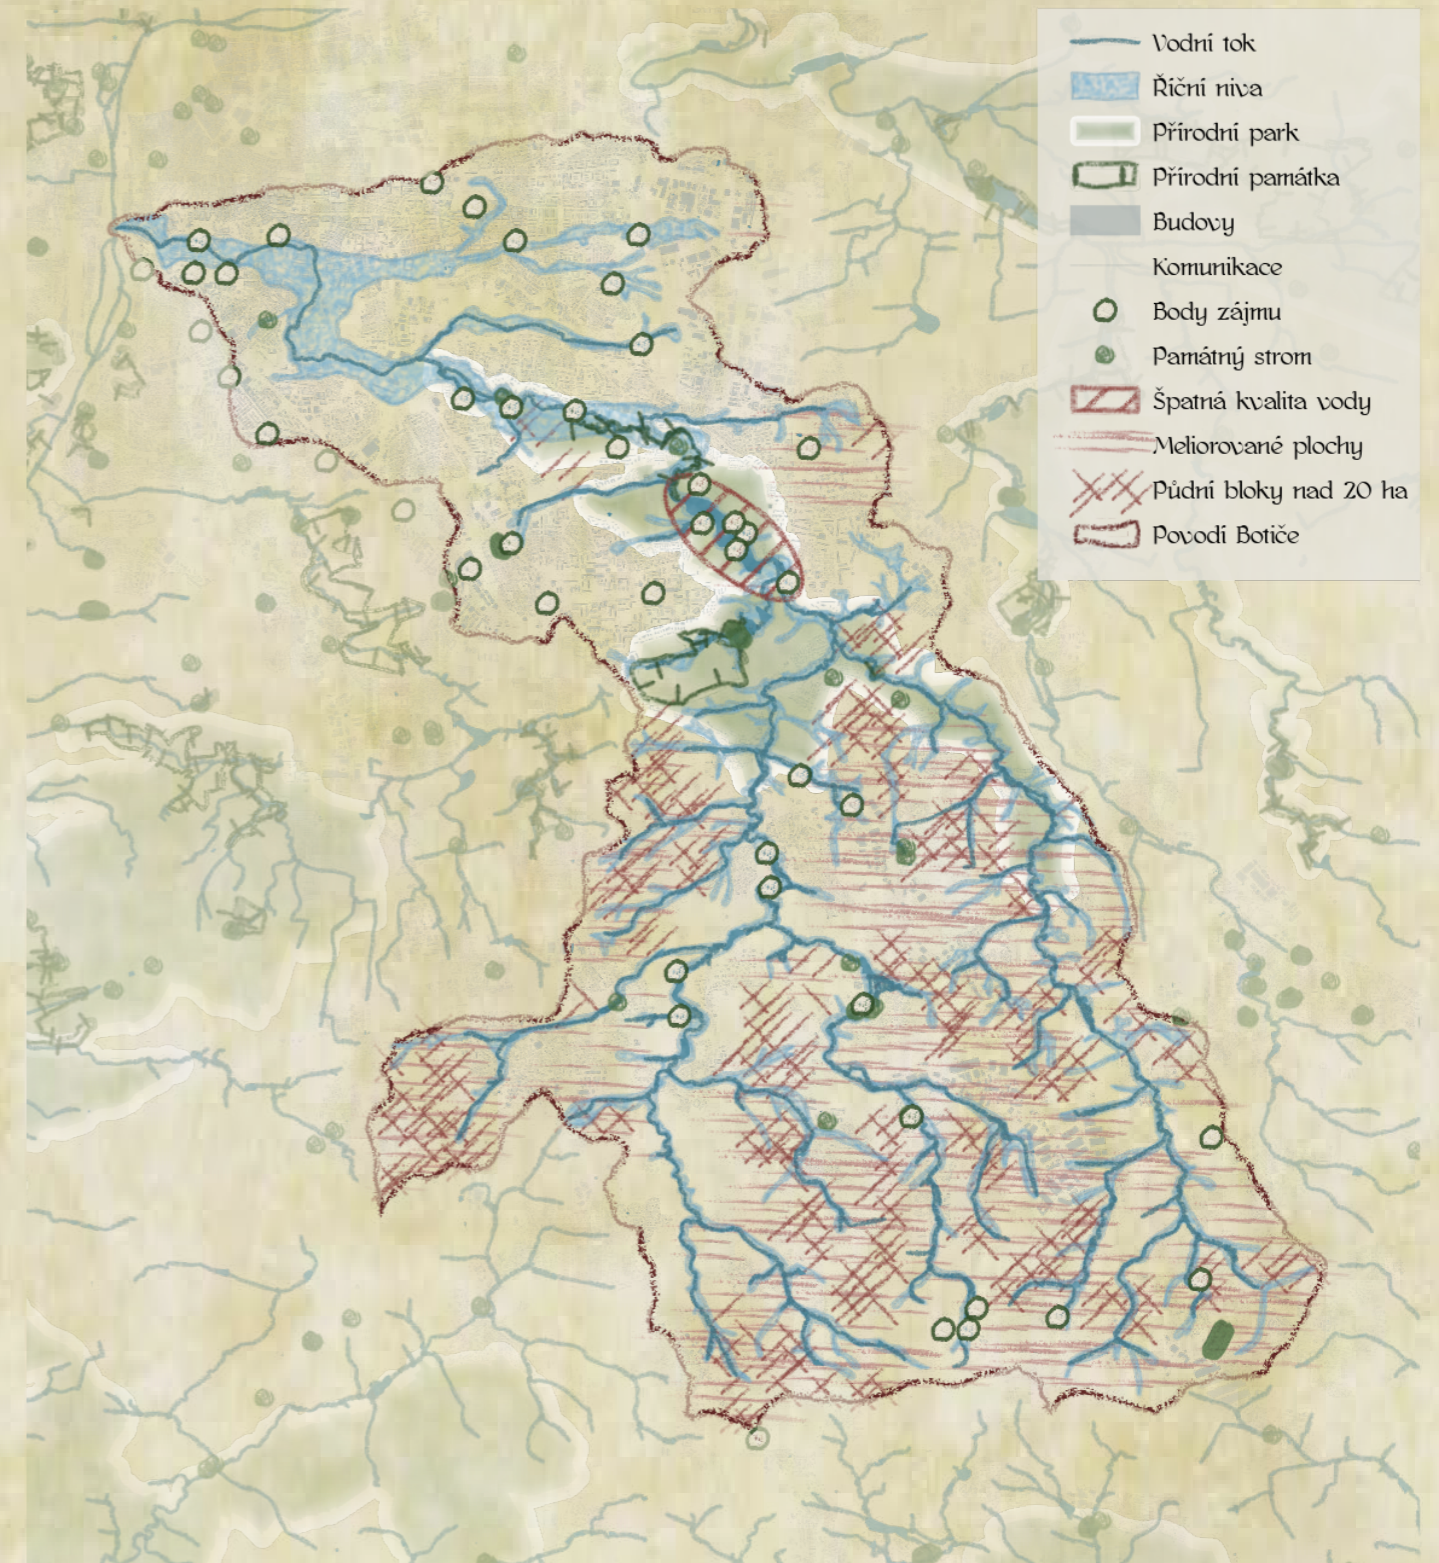 Vodní tok
Říční niva
Přírodní park
Přírodní památka
Budovy
Komunikace
Body zájmu
Památný strom
Špatná kvalita vody
Meliorované plochy
Půdní bloky nad 20 ha
Povodí Botiče